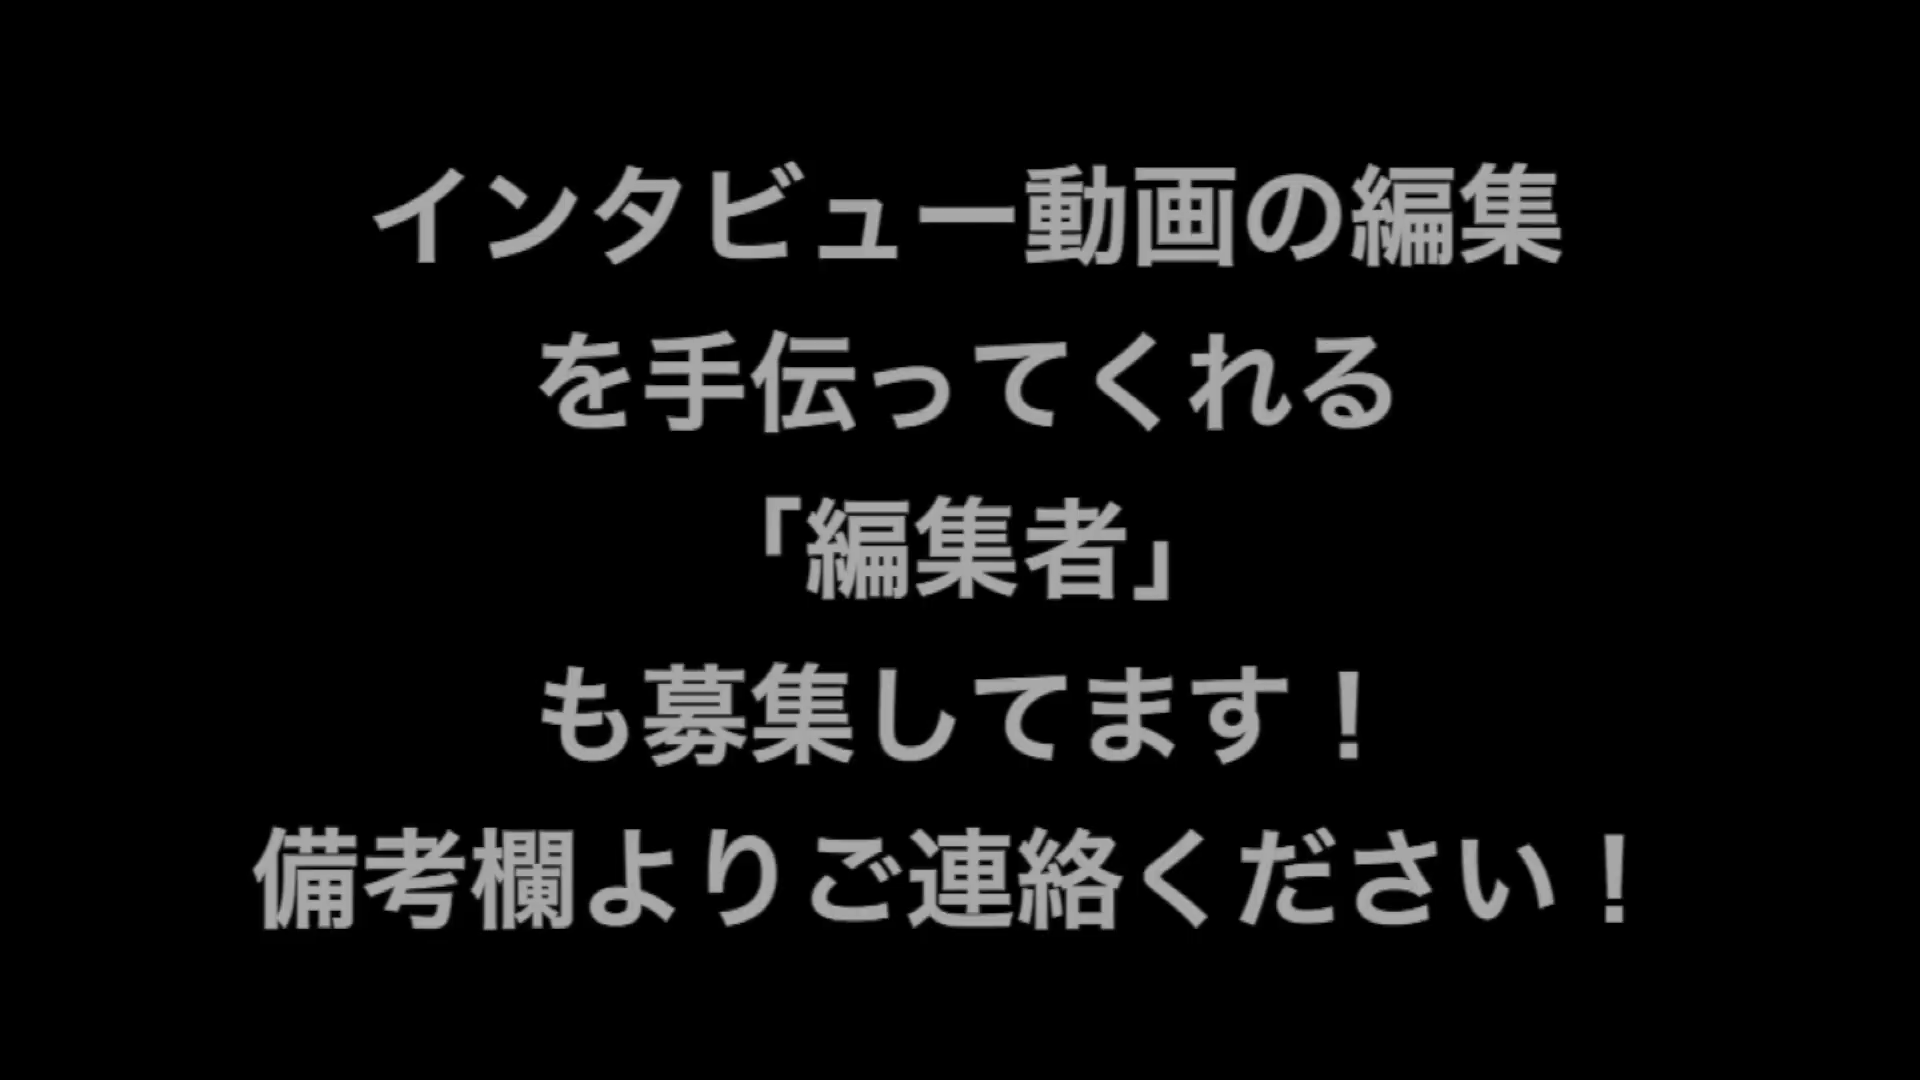 インタビュー動画の編集
を手伝ってくれる
「編集者」
も募集してます！
備考欄よりご連絡ください！